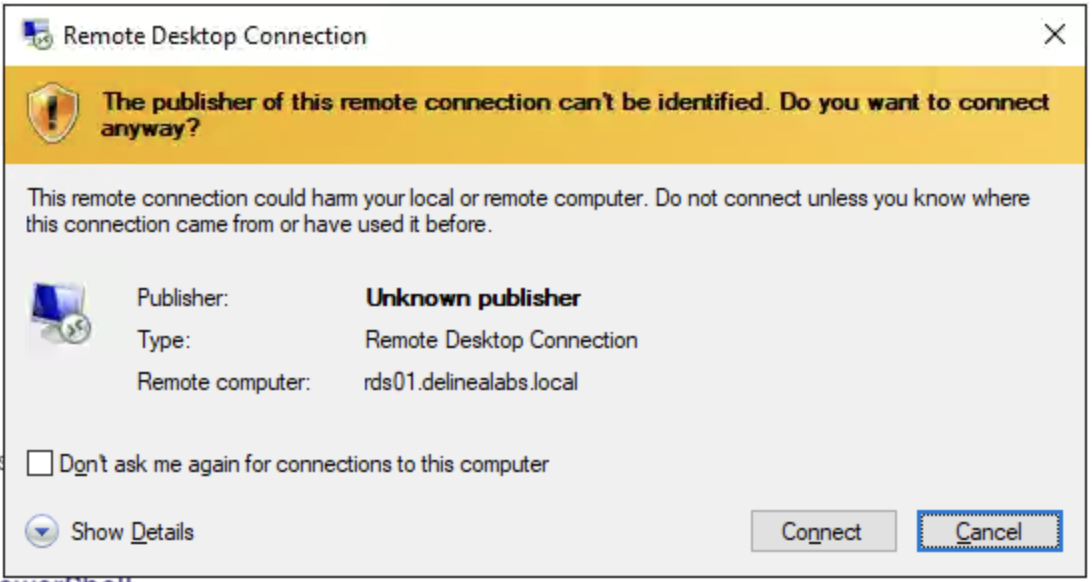 Remote Desktop Connection
The publisher of this remote connection can't be identified. Do you want to connect
anyway?
This remote connection could harm your local or remote computer. Do not connect unless you know where
this connection came from or have used it before.
Publisher: Unknown publisher
Type: Remote Desktop Connection
Remote computer: rds01.delinealabs.local
Don't ask me again for connections to this computer
Show Details
Connect Cancel